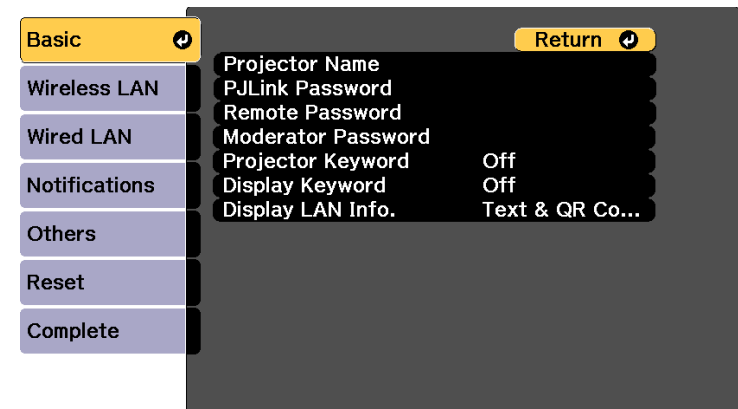 Basic
Wireless LAN
Wired LAN
Notifications
Others
Reset
Complete
Return
Projector Name
PJLink Password
Remote Password
Moderator Password
Projector Keyword Off
Display Keyword Off
Display LAN Info. Text & QR Co...